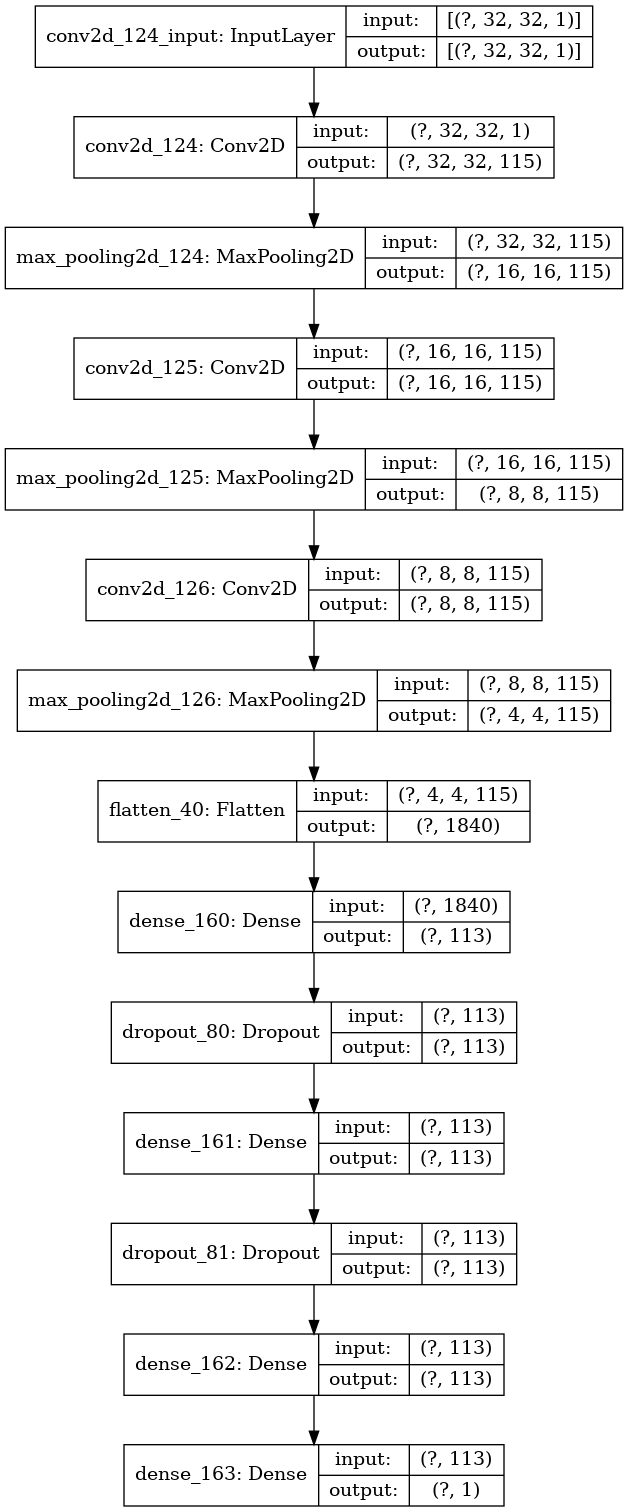 conv2d_124_input: InputLayer input: [(?, 32, 32, 1)]
output: [(?, 32, 32, 1)]
conv2d_124: Conv2D input: (?, 32, 32, 1)
output: (?, 32, 32, 115)
max_pooling2d_124: MaxPooling2D input: (?, 32, 32, 115)
output: (?, 16, 16, 115)
conv2d_125: Conv2D input: (?, 16, 16, 115)
output: (?, 16, 16, 115)
max_pooling2d_125: MaxPooling2D input: (?, 16, 16, 115)
output: (?, 8, 8, 115)
conv2d_126: Conv2D input: (?, 8, 8, 115)
output: (?, 8, 8, 115)
max_pooling2d_126: MaxPooling2D input: (?, 8, 8, 115)
output: (?, 4, 4, 115)
flatten_40: Flatten input: (?, 4, 4, 115)
output: (?, 1840)
dense_160: Dense input: (?, 1840)
output: (?, 113)
dropout_80: Dropout input: (?, 113)
output: (?, 113)
dense_161: Dense input: (?, 113)
output: (?, 113)
dropout_81: Dropout input: (?, 113)
output: (?, 113)
dense_162: Dense input: (?, 113)
output: (?, 113)
dense_163: Dense input: (?, 113)
output: (?, 1)